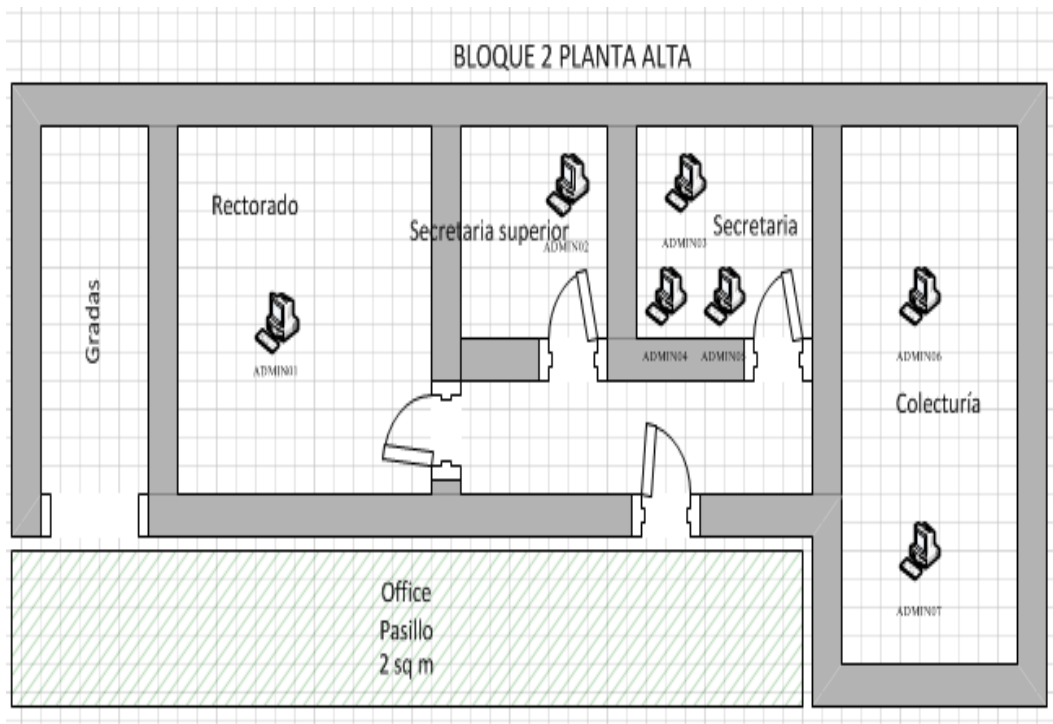 BLOQUE 2 PLANTA ALTA
Rectorado
Secretaria superior
ADMIN02
ADMIN03
Secretaria
Gradas
ADMIN01
ADMIN04
ADMIN05
ADMIN06
Colecturía
ADMIN07
Office
Pasillo
2 sq m